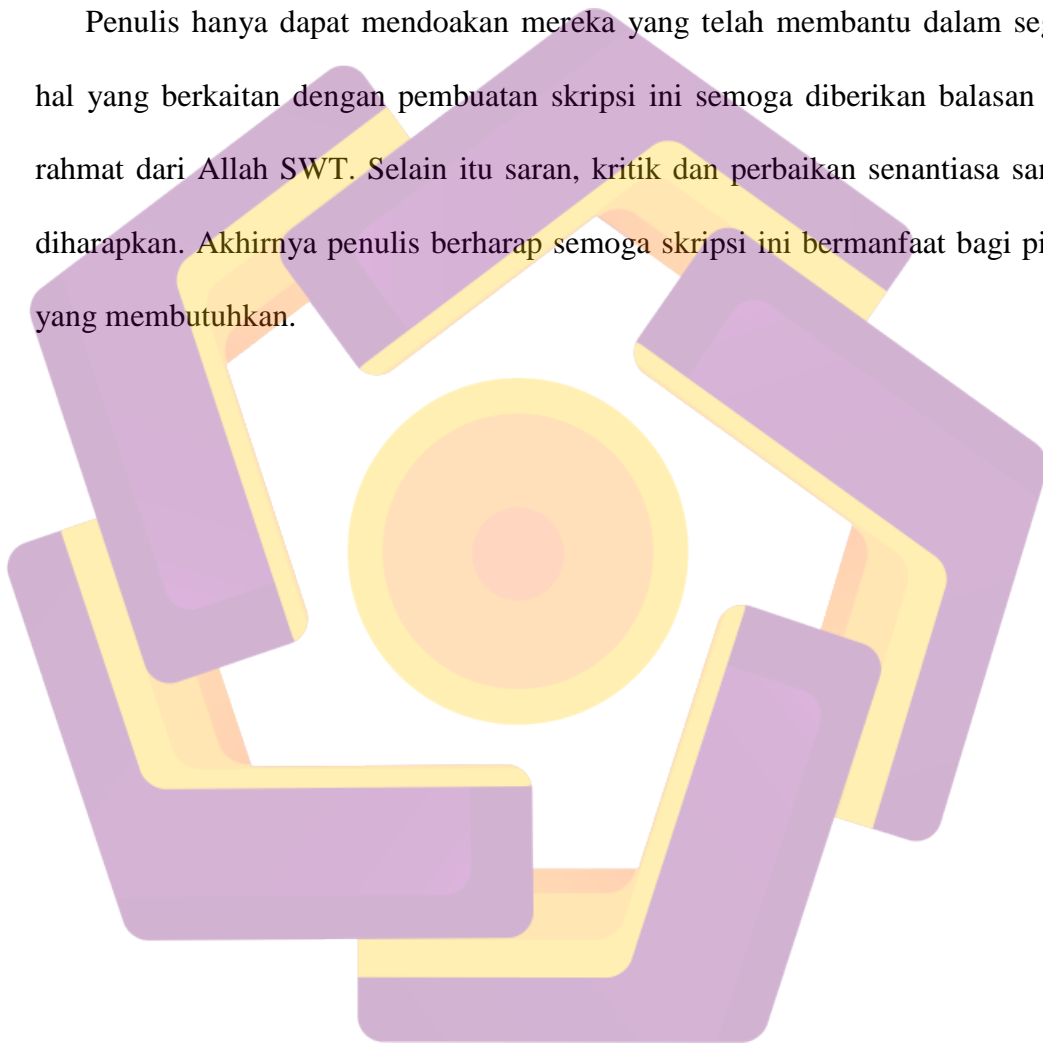 Penulis hanya dapat mendoakan mereka yang telah membantu dalam seg
hal yang berkaitan dengan pembuatan skripsi ini semoga diberikan balasan
rahmat dari Allah SWT. Selain itu saran, kritik dan perbaikan senantiasa san
diharapkan. Akhirnya penulis berharap semoga skripsi ini bermanfaat bagi pi
yang membutuhkan.